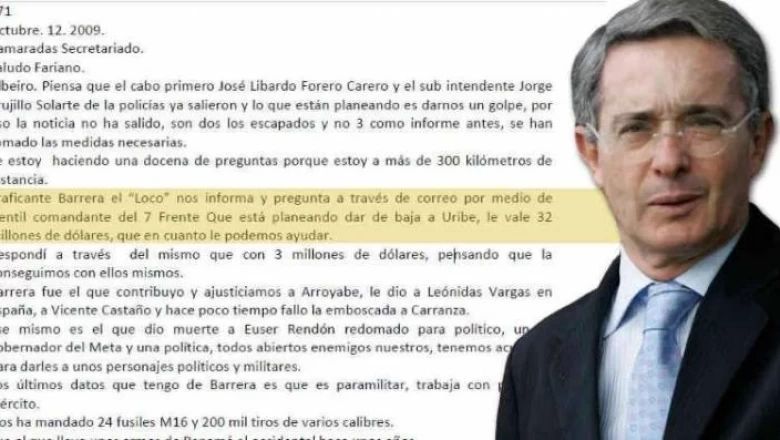 71
ctubre. 12. 2009.
amaradas Secretariado.
aludo Fariano.
lbeiro. Piensa que el cabo primero José Libardo Forero Carero y el sub intendente Jorge
rujillo Solarte de la policías ya salieron y lo que están planeando es darnos un golpe, por
so la noticia no ha salido, son dos los escapados y no 3 como informe antes, se han
omado las medidas necesarias.
e estoy haciendo una docena de preguntas porque estoy a más de 300 kilómetros de
stancia.
raficante Barrera el “Loco” nos informa y pregunta a través de correo por medio de
entil comandante del 7 Frente Que está planeando dar de baja a Uribe, le vale 32
illones de dólares, que en cuanto le podemos ayudar.
espondí a través del mismo que con 3 millones de dólares, pensando que la
onseguimos con ellos mismos.
arrera fue el que contribuyo y ajusticiamos a Arroyabe, le dio a Leónidas Vargas en
spaña, a Vicente Castaño y hace poco tiempo fallo la emboscada a Carranza.
se mismo es el que dio muerte a Euser Rendón redomado para político, un
obernador del Meta y una política, todos abiertos enemigos nuestros, tenemos
ara darles a unos personajes políticos y militares.
os últimos datos que tengo de Barrera es que es paramilitar, trabaja con
ército.
os ha mandado 24 fusiles M16 y 200 mil tiros de varios calibres.